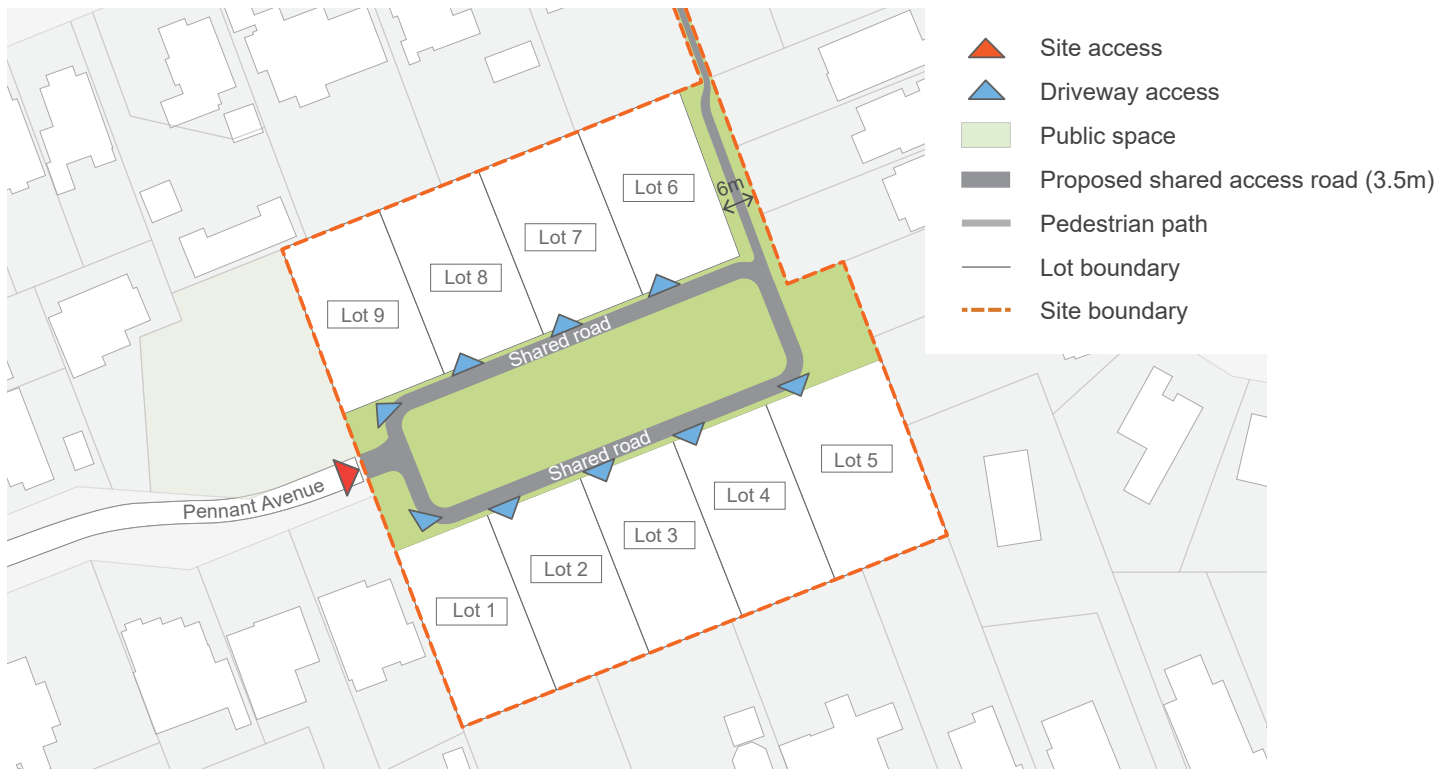 Site access
Driveway access
Public space
Proposed shared access road (3.5m)
Pedestrian path
Lot boundary
Site boundary
6m
Lot 6
Lot 7
Lot 8
Lot 9
Shared road
Shared road
Pennant Avenue
Lot 5
Lot 4
Lot 3
Lot 2
Lot 1